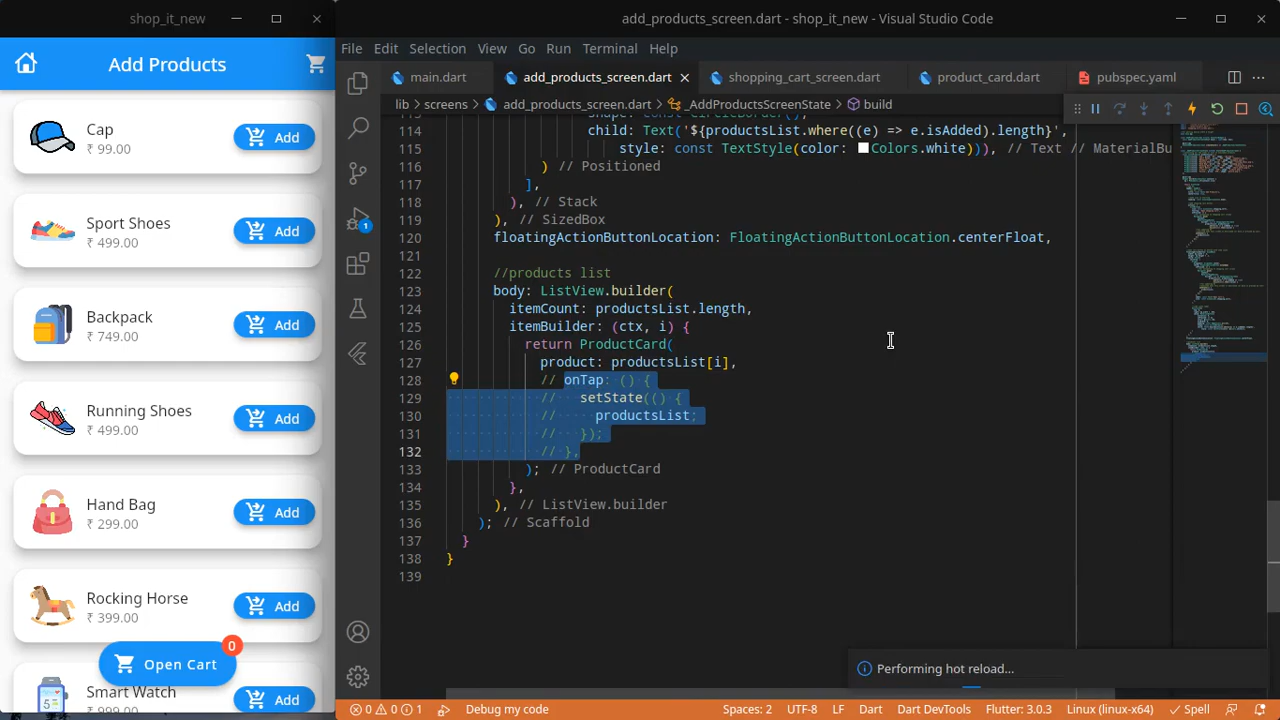 shop_it_new
Add Products
Cap
₹ 99.00
Add
Sport Shoes
₹ 499.00
Add
Backpack
₹ 749.00
Add
Running Shoes
₹ 499.00
Add
Hand Bag
₹ 299.00
Add
Rocking Horse
₹ 399.00
Add
0
Open Cart
Smart Watch
₹ 999.00
Add
add_products_screen.dart - shop_it_new - Visual Studio Code
File Edit Selection View Go Run Terminal Help
main.dart add_products_screen.dart shopping_cart_screen.dart product_card.dart pubspec.yaml
lib > screens > add_products_screen.dart > _AddProductsScreenState > build
113 shape: const CircleBorder(),
114 child: Text('${productsList.where((e) => e.isAdded).length}',
115 style: const TextStyle(color: Colors.white))), // Text // MaterialBu
116 ) // Positioned
117 ],
118 ), // Stack
119 ), // SizedBox
120 floatingActionButtonLocation: FloatingActionButtonLocation.centerFloat,
121
122 //products list
123 body: ListView.builder(
124 itemCount: productsList.length,
125 itemBuilder: (ctx, i) {
126 return ProductCard(
127 product: productsList[i],
128 // onTap: () {
129 // setState(() {
130 // productsList;
131 // });
132 // },
133 ); // ProductCard
134 },
135 ), // ListView.builder
136 ); // Scaffold
137 }
138 }
139
1
Performing hot reload...
0 0 1 Debug my code Spaces: 2 UTF-8 LF Dart Dart DevTools Flutter: 3.0.3 Linux (linux-x64) Spell